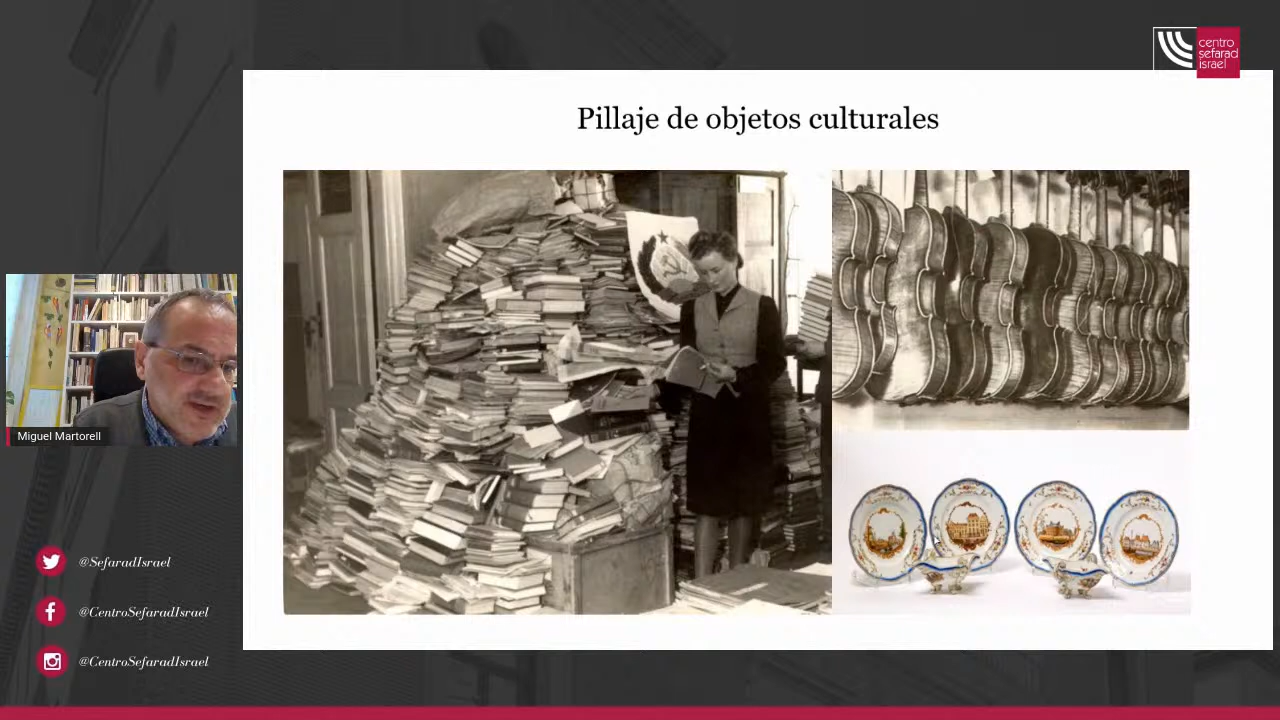 centro
sefarad
israel
Pillaje de objetos culturales
Miguel Martorell
@SefaradIsrael
@CentroSefaradIsrael
@CentroSefaradIsrael